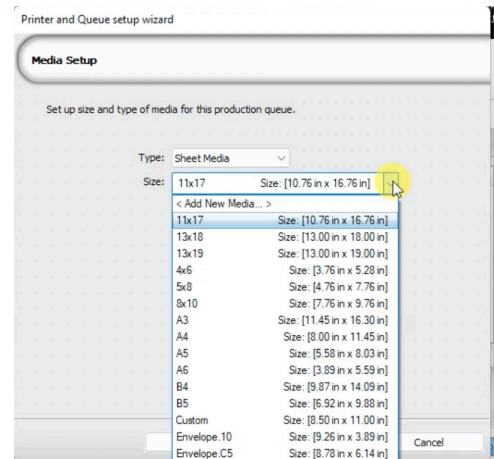 Printer and Queue setup wizard
Media Setup
Set up size and type of media for this production queue.
Type: Sheet Media
Size: 11x17 Size: [10.76 in x 16.76 in]
< Add New Media... >
11x17 Size: [10.76 in x 16.76 in]
13x18 Size: [13.00 in x 18.00 in]
13x19 Size: [13.00 in x 19.00 in]
4x6 Size: [3.76 in x 5.28 in]
5x8 Size: [4.76 in x 7.76 in]
8x10 Size: [7.76 in x 9.76 in]
A3 Size: [11.45 in x 16.30 in]
A4 Size: [8.00 in x 11.45 in]
A5 Size: [5.58 in x 8.03 in]
A6 Size: [3.89 in x 5.59 in]
B4 Size: [9.87 in x 14.09 in]
B5 Size: [6.92 in x 9.88 in]
Custom Size: [8.50 in x 11.00 in]
Envelope.10 Size: [9.26 in x 3.89 in]
Cancel
Envelope.C5 Size: [8.78 in x 6.14 in]